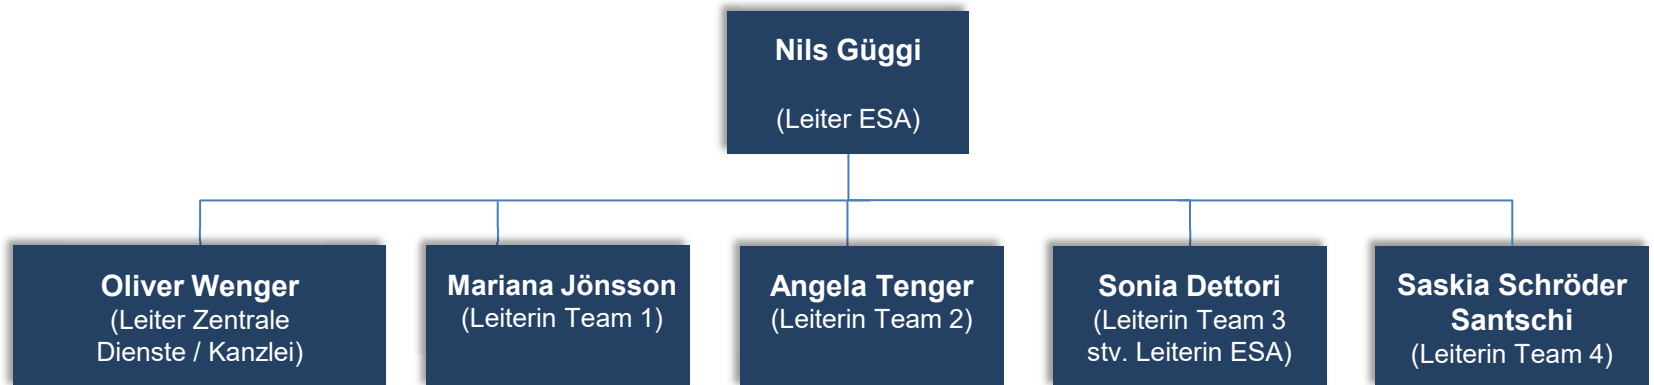 Nils Güggi
(Leiter ESA)
Oliver Wenger
(Leiter Zentrale
Dienste / Kanzlei)
Mariana Jönsson
(Leiterin Team 1)
Angela Tenger
(Leiterin Team 2)
Sonia Dettori
(Leiterin Team 3
stv. Leiterin ESA)
Saskia Schröder
Santschi
(Leiterin Team 4)